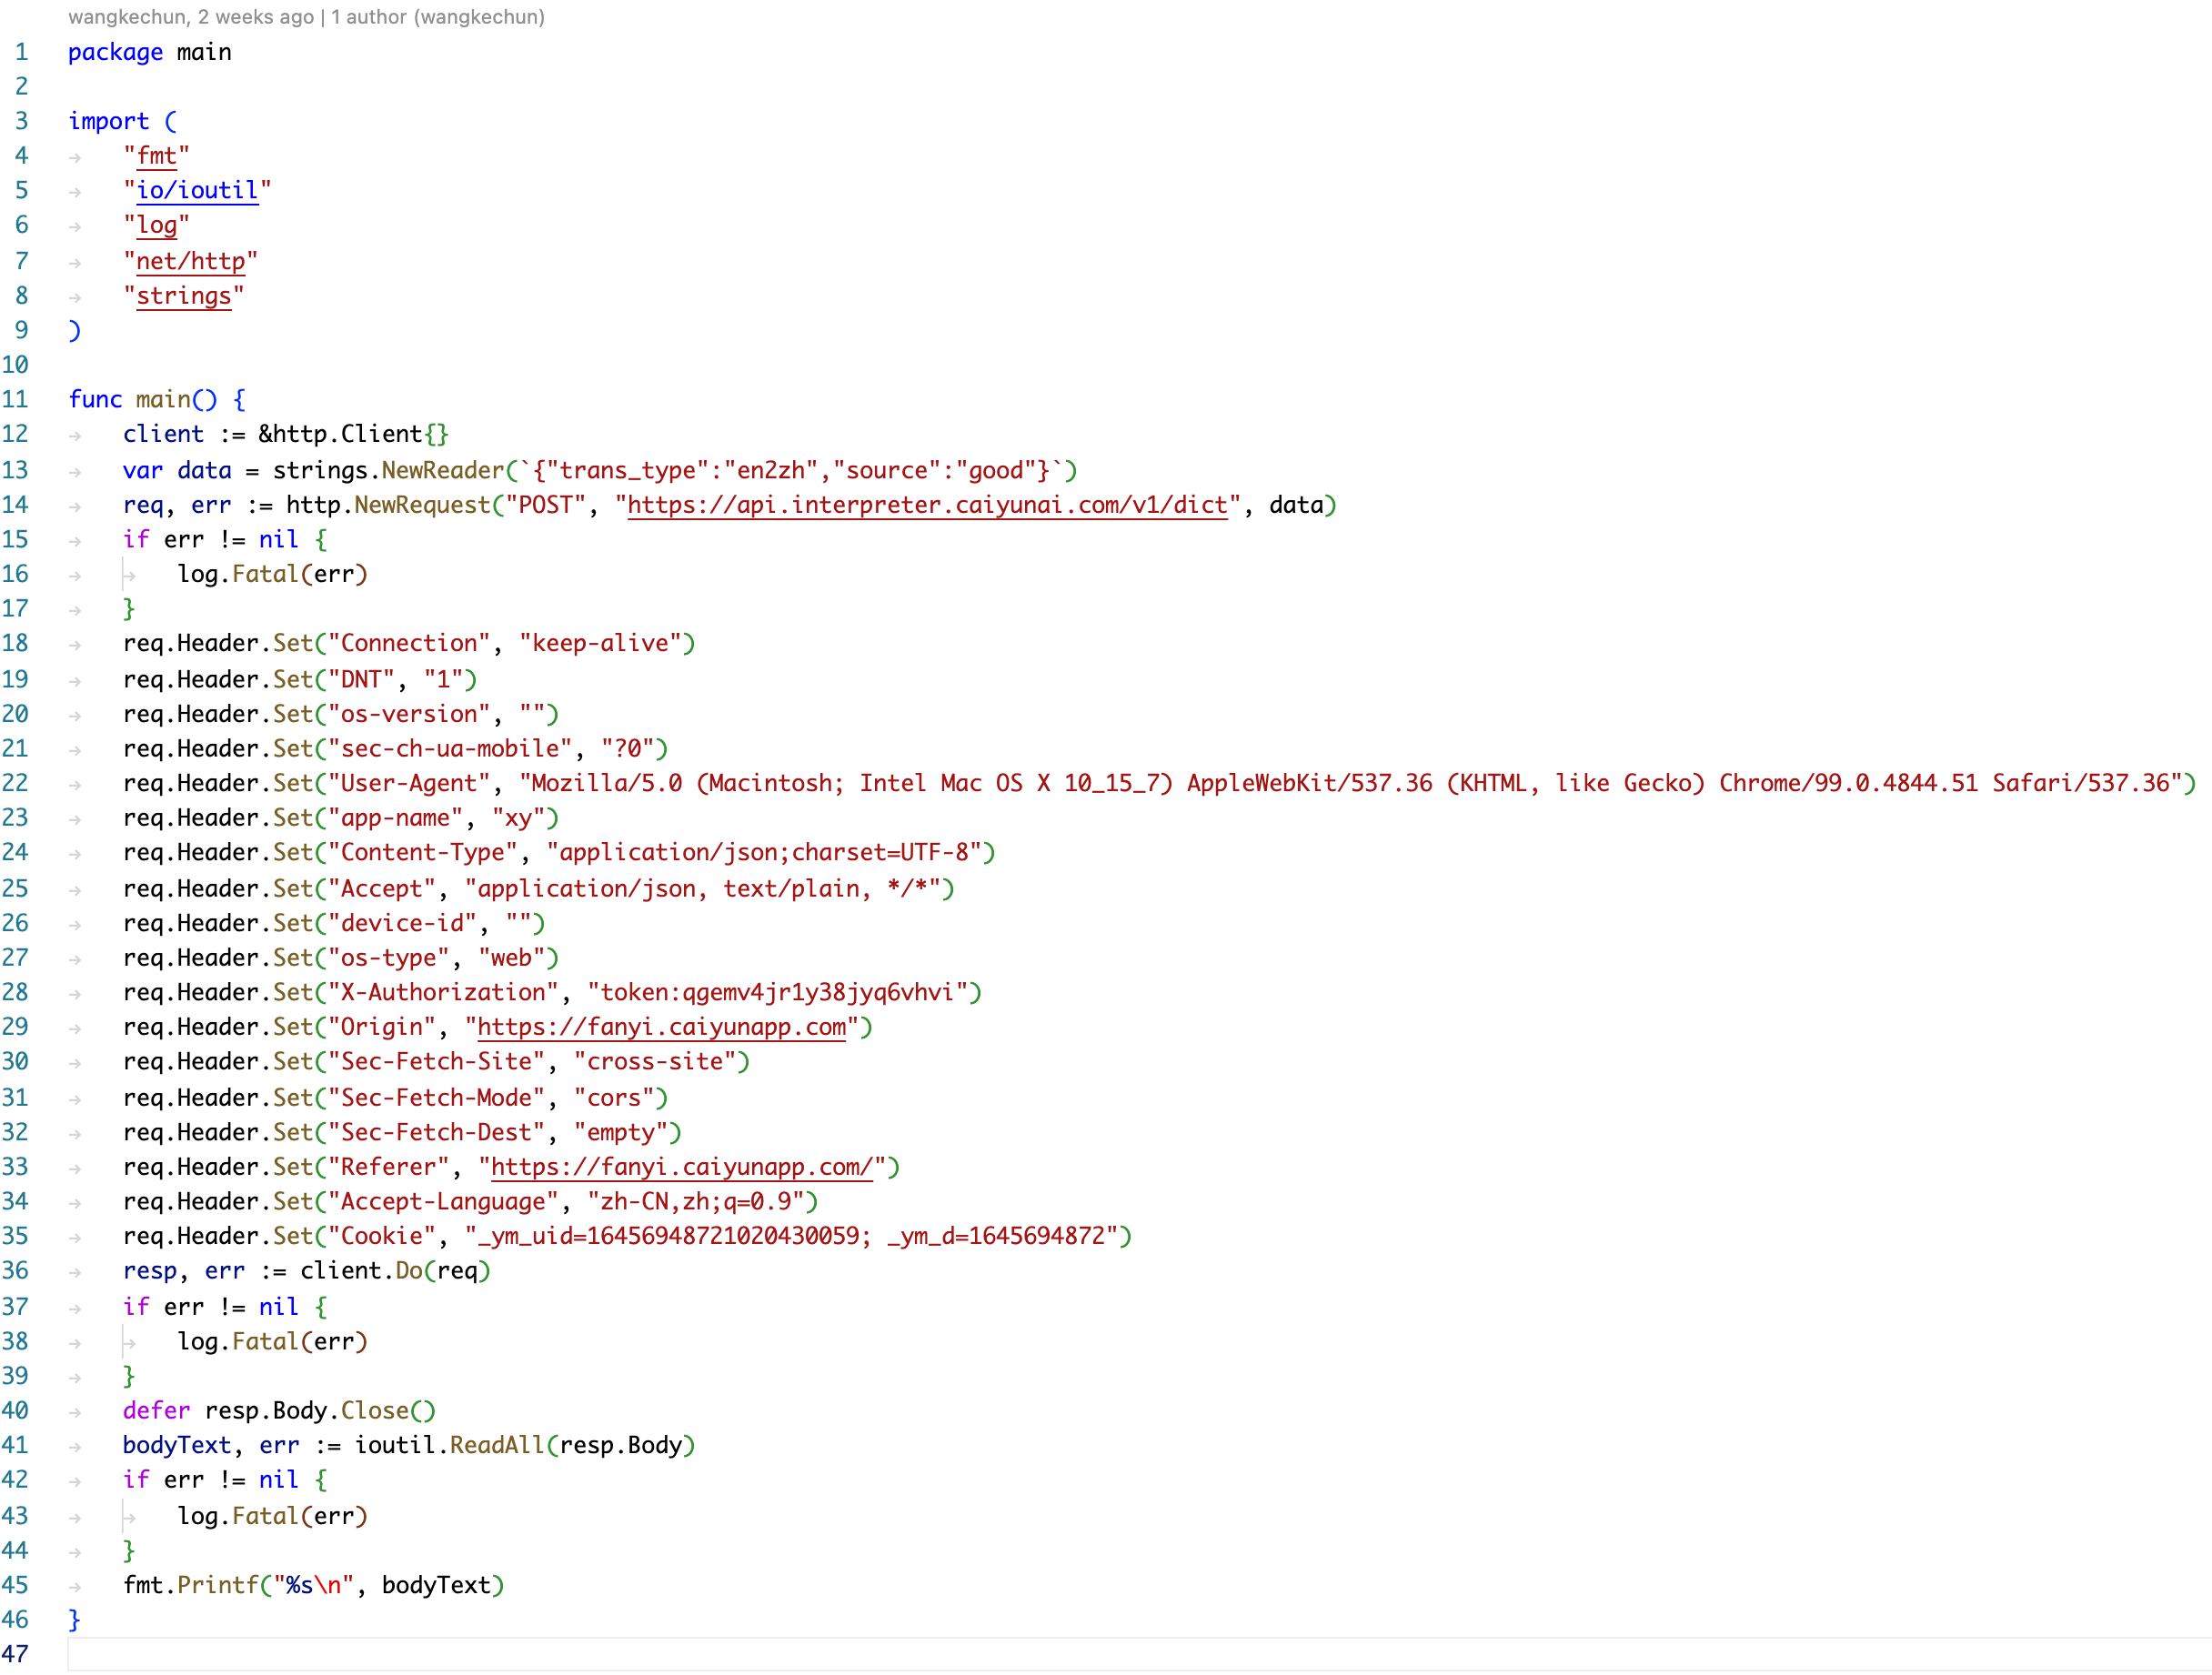 wangkechun, 2 weeks ago | 1 author (wangkechun)
1 package main
2
3 import (
4 "fmt"
5 "io/ioutil"
6 "log"
7 "net/http"
8 "strings"
9 )
10
11 func main() {
12 client := &http.Client{}
13 var data = strings.NewReader(`{"trans_type":"en2zh","source":"good"}`)
14 req, err := http.NewRequest("POST", "https://api.interpreter.caiyunai.com/v1/dict", data)
15 if err != nil {
16 log.Fatal(err)
17 }
18 req.Header.Set("Connection", "keep-alive")
19 req.Header.Set("DNT", "1")
20 req.Header.Set("os-version", "")
21 req.Header.Set("sec-ch-ua-mobile", "?0")
22 req.Header.Set("User-Agent", "Mozilla/5.0 (Macintosh; Intel Mac OS X 10_15_7) AppleWebKit/537.36 (KHTML, like Gecko) Chrome/99.0.4844.51 Safari/537.36")
23 req.Header.Set("app-name", "xy")
24 req.Header.Set("Content-Type", "application/json;charset=UTF-8")
25 req.Header.Set("Accept", "application/json, text/plain, */*")
26 req.Header.Set("device-id", "")
27 req.Header.Set("os-type", "web")
28 req.Header.Set("X-Authorization", "token:qgemv4jr1y38jyq6vhvi")
29 req.Header.Set("Origin", "https://fanyi.caiyunapp.com")
30 req.Header.Set("Sec-Fetch-Site", "cross-site")
31 req.Header.Set("Sec-Fetch-Mode", "cors")
32 req.Header.Set("Sec-Fetch-Dest", "empty")
33 req.Header.Set("Referer", "https://fanyi.caiyunapp.com/")
34 req.Header.Set("Accept-Language", "zh-CN,zh;q=0.9")
35 req.Header.Set("Cookie", "_ym_uid=16456948721020430059; _ym_d=1645694872")
36 resp, err := client.Do(req)
37 if err != nil {
38 log.Fatal(err)
39 }
40 defer resp.Body.Close()
41 bodyText, err := ioutil.ReadAll(resp.Body)
42 if err != nil {
43 log.Fatal(err)
44 }
45 fmt.Printf("%s\n", bodyText)
46 }
47